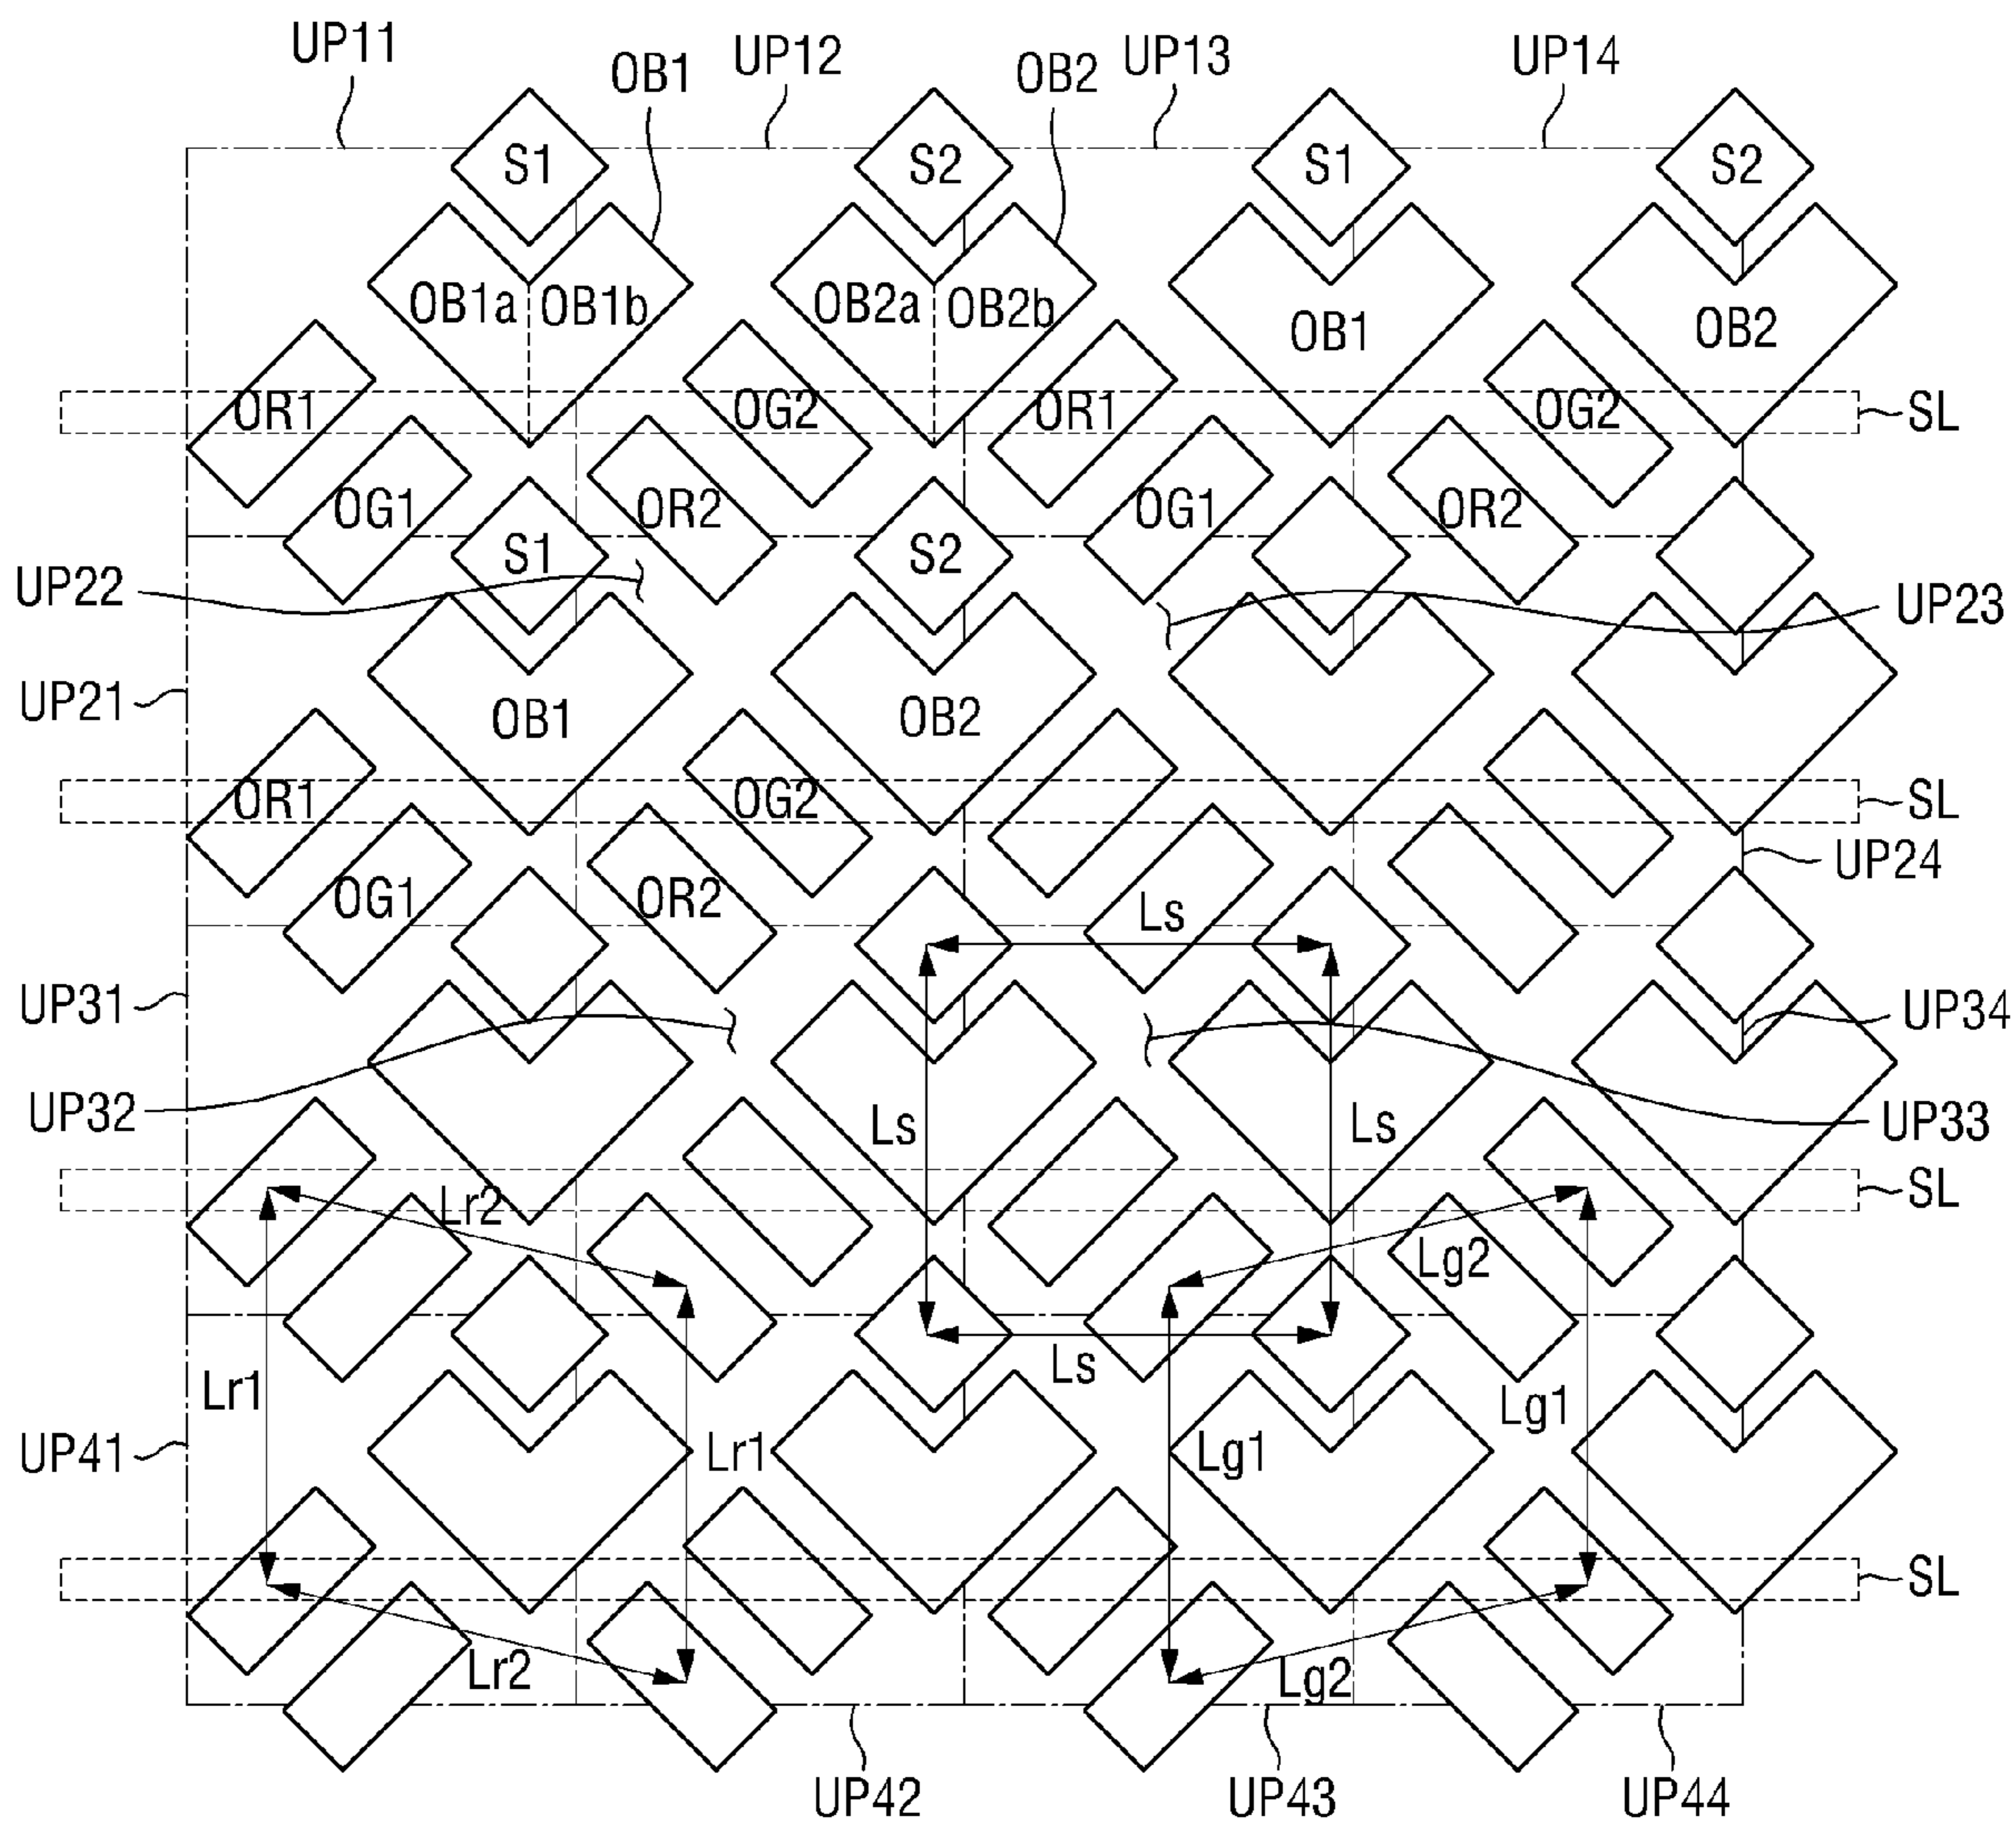 UP11 OB1 UP12 OB2 UP13 UP14
S1 S2 S1 S2
OB1a OB1b OB2a OB2b OB1 OB2
OR1 OG2 OR1 OG2 SL
OG1 OR2 OG1 OR2
S1 S2
UP22 UP23
UP21 OB1 OB2
OR1 OG2 SL
UP24
OG1 OR2 Ls
UP31 UP34
UP32 Ls Ls UP33
Lr2 SL
Lg2
Lr1 Ls Lg1
UP41 Lr1 Lg1
SL
Lr2 Lg2
UP42 UP43 UP44